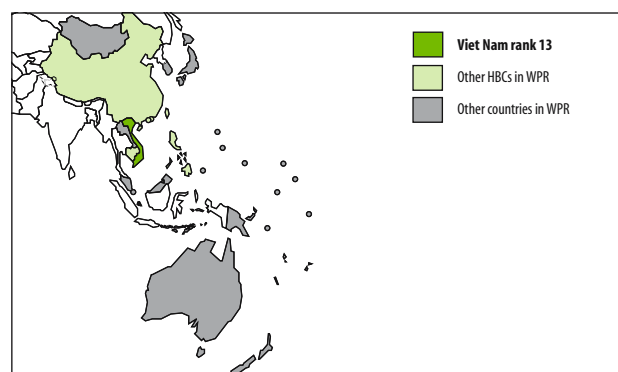 Viet Nam rank 13
Other HBCs in WPR
Other countries in WPR